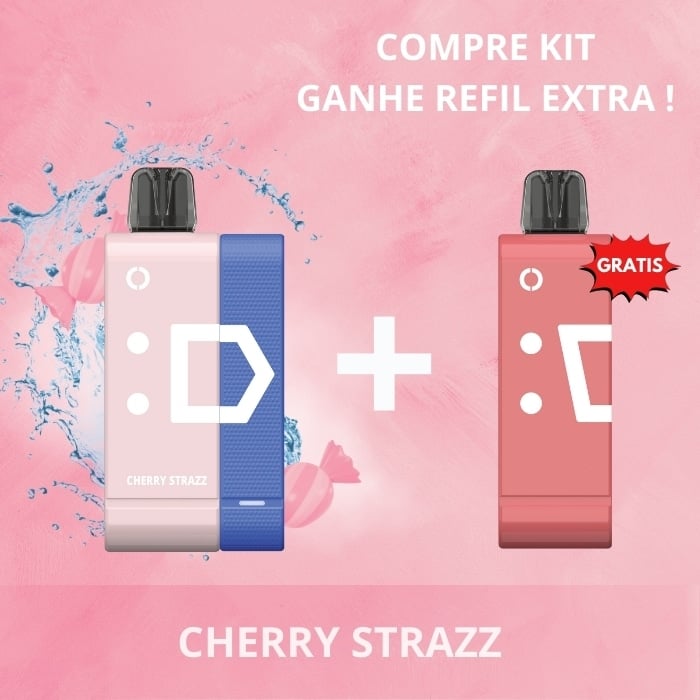 COMPRE KIT
GANHE REFIL EXTRA !
GRATIS
CHERRY STRAZZ
CHERRY STRAZZ